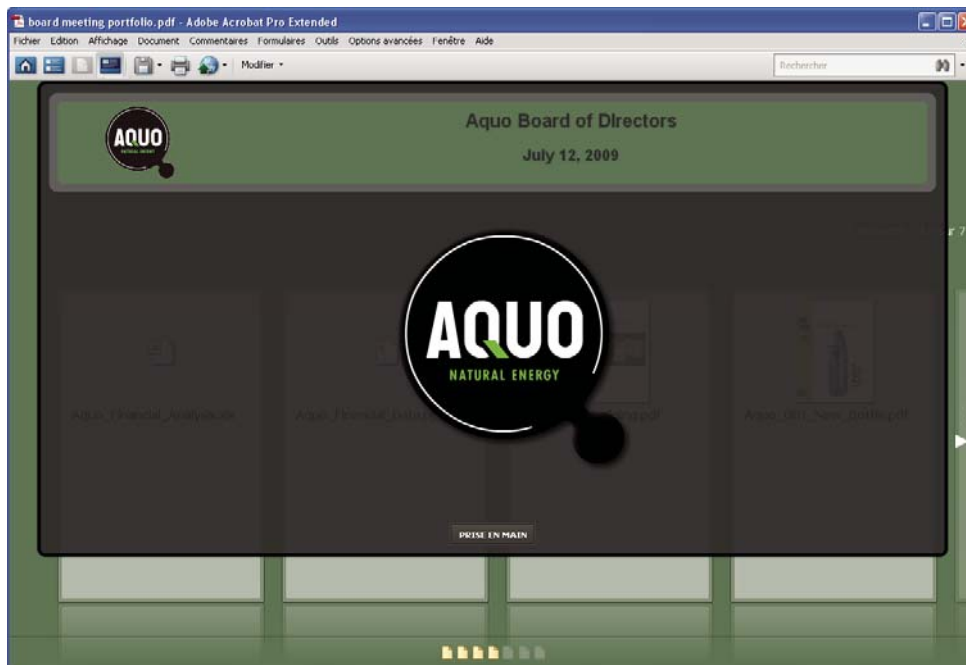 board meeting portfolio.pdf - Adobe Acrobat Pro Extended
Fichier Edition Affichage Document Commentaires Formulaires Outils Options avancées Fenêtre Aide
Modifier
Rechercher
AQUO
NATURAL ENERGY
Aquo Board of DIrectors
July 12, 2009
r 7
AQUO
NATURAL ENERGY
PRISE EN MAIN